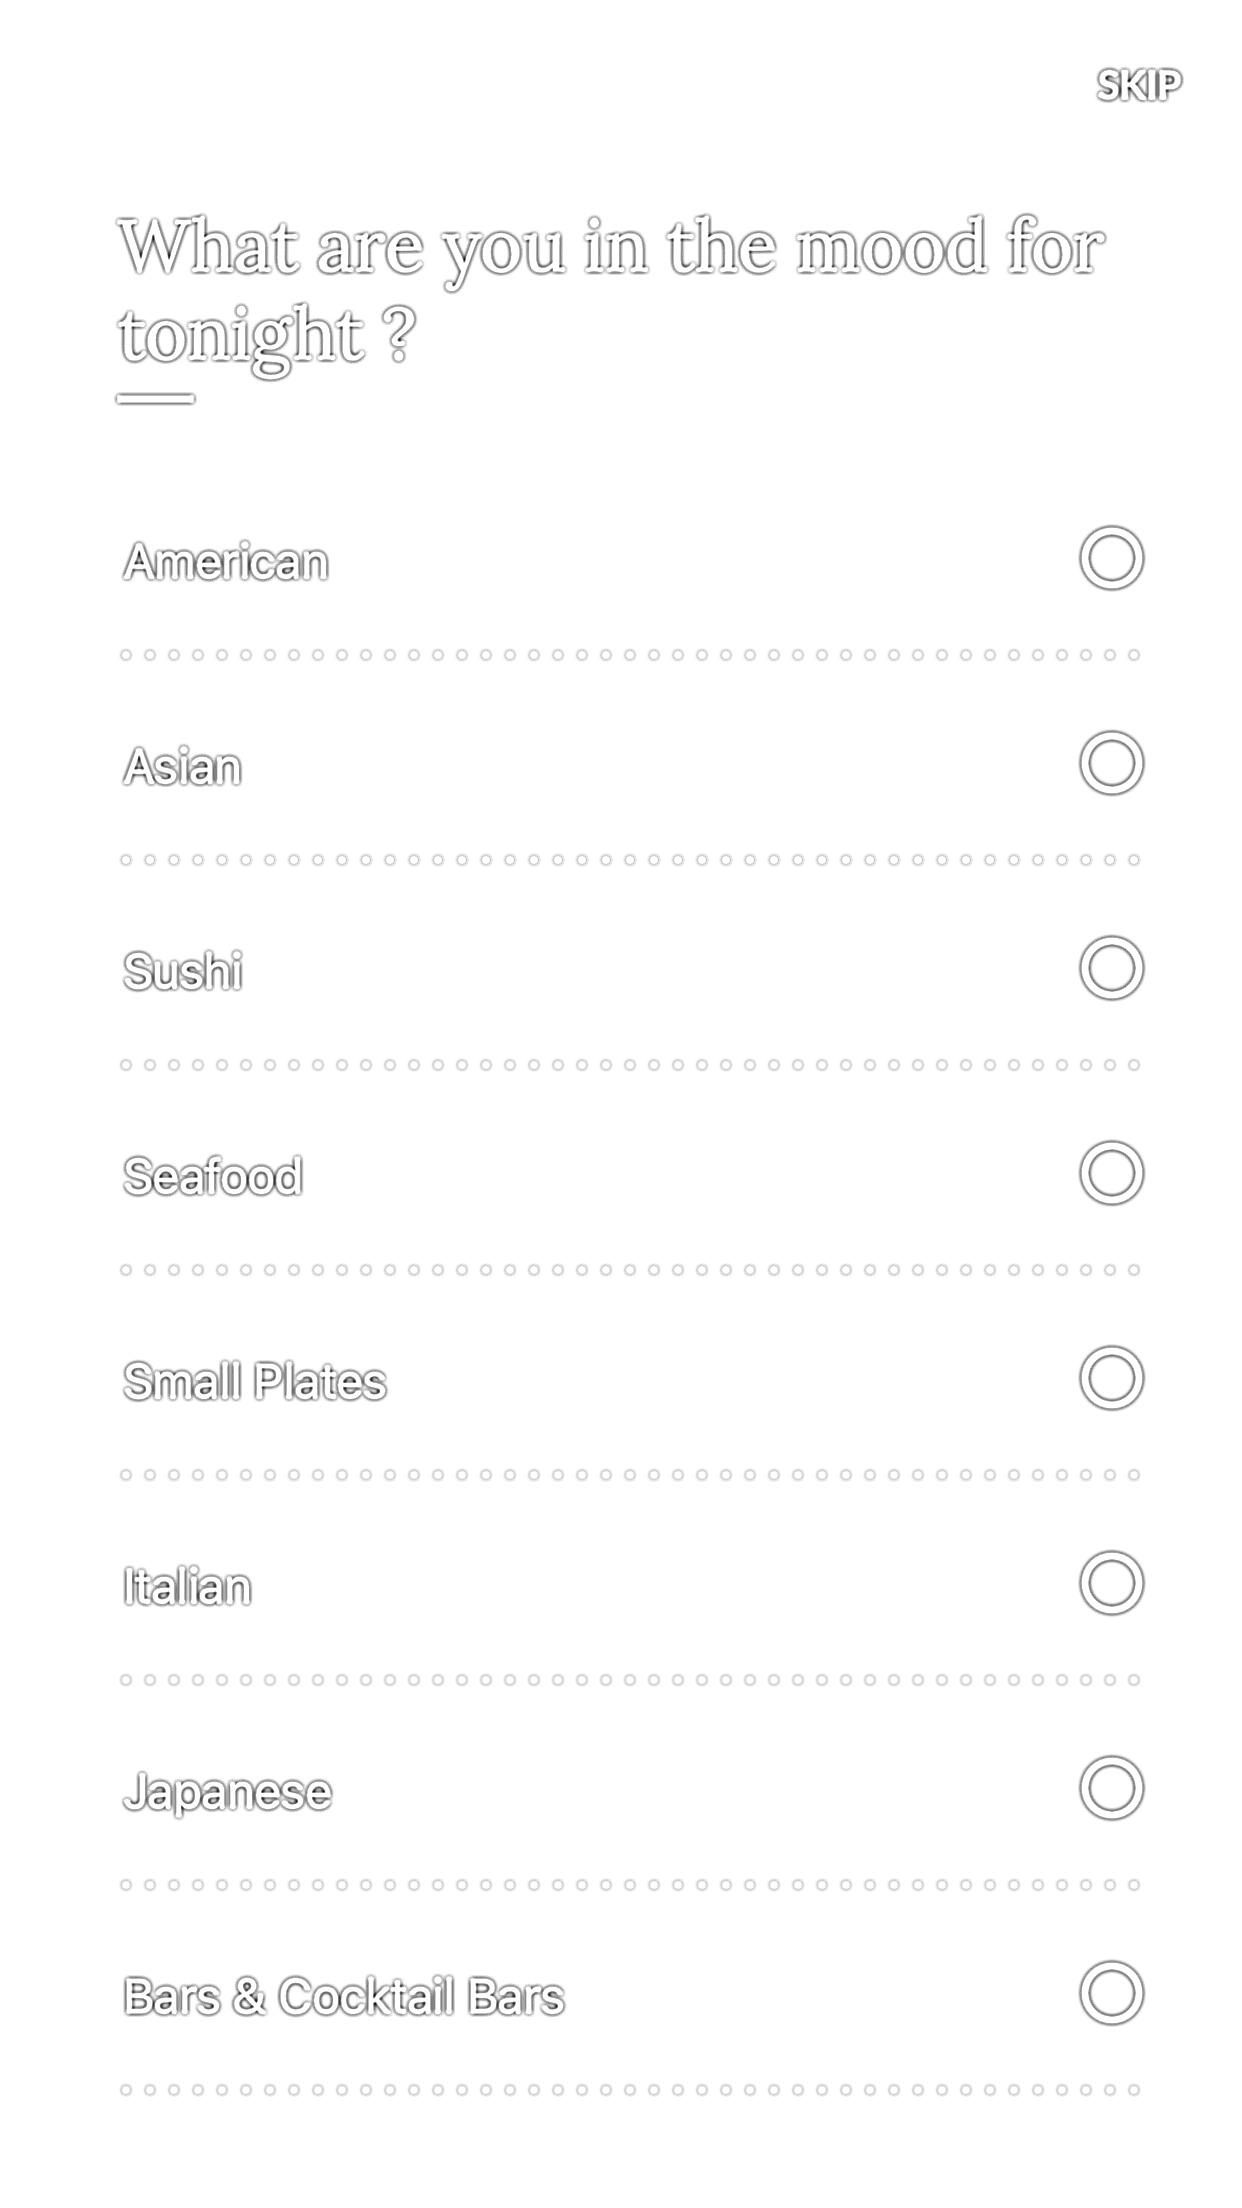 SKIP
What are you in the mood for
tonight ?
American
Asian
Sushi
Seafood
Small Plates
Italian
Japanese
Bars & Cocktail Bars